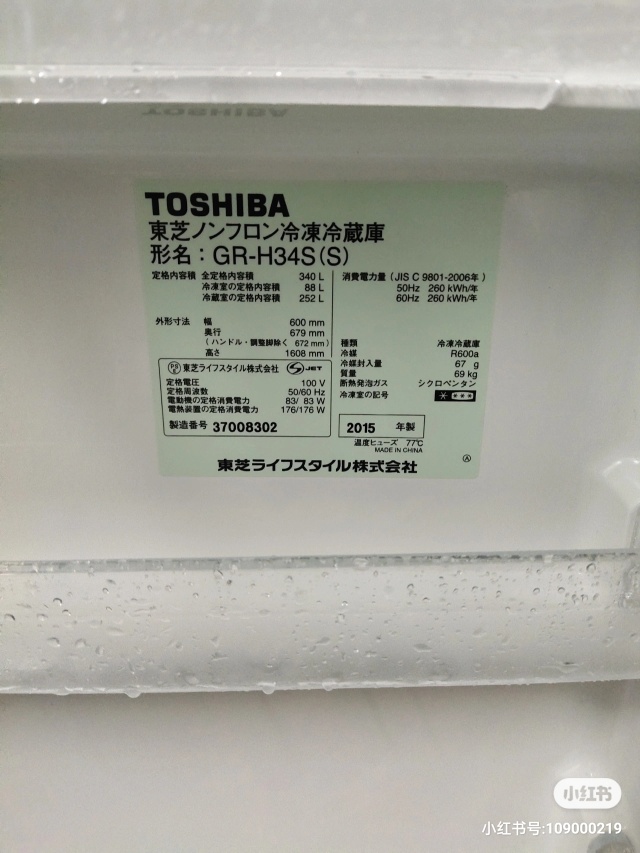 TOSHIBA
東芝ノンフロン冷凍冷蔵庫
形名：GR-H34S(S)
定格内容積 全定格内容積 340 L
冷凍室の定格内容積 88 L
冷蔵室の定格内容積 252 L
外形寸法 幅 600 mm
奥行 679 mm
(ハンドル・調整脚除く 672 mm)
高さ 1608 mm
消費電力量 (JIS C 9801-2006年)
50Hz 260 kWh/年
60Hz 260 kWh/年
種類 冷凍冷蔵庫
冷媒 R600a
冷媒封入量 67 g
質量 69 kg
断熱発泡ガス シクロペンタン
冷凍室の記号
PSE 東芝ライフスタイル株式会社 JET
定格電圧 100 V
定格周波数 50/60 Hz
電動機の定格消費電力 83/ 83 W
電熱装置の定格消費電力 176/176 W
製造番号 37008302
2015 年製
温度ヒューズ 77℃
MADE IN CHINA
東芝ライフスタイル株式会社
Ⓐ
小红书
小红书号:109000219